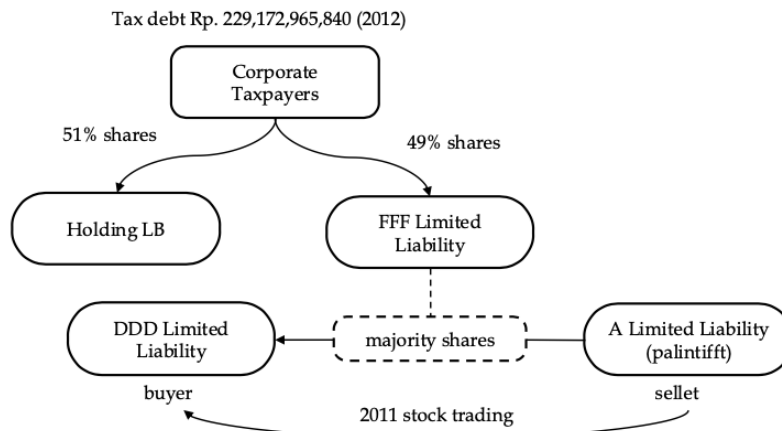 Tax debt Rp. 229,172,965,840 (2012)
Corporate
Taxpayers
51% shares
49% shares
Holding LB
FFF Limited
Liability
DDD Limited
Liability
majority shares
A Limited Liability
(palintifft)
buyer
sellet
2011 stock trading